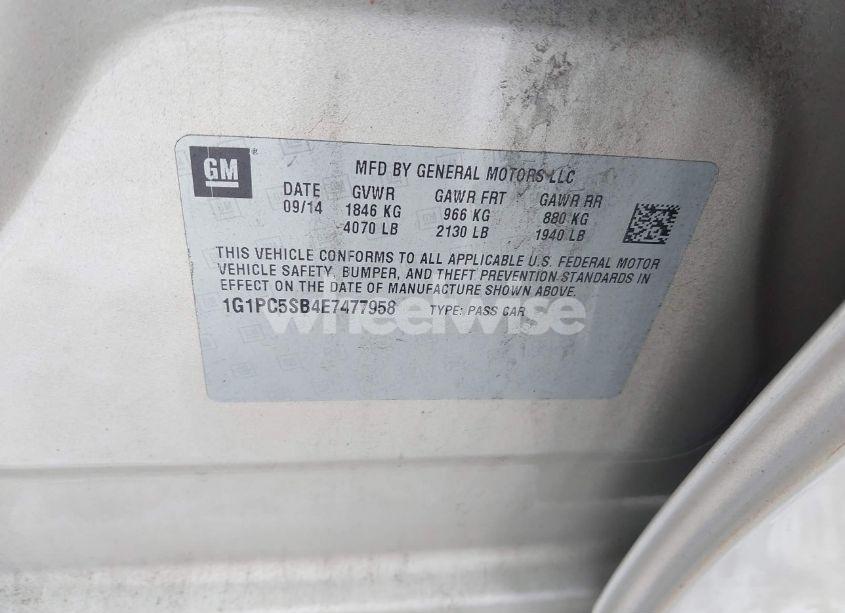 GM
MFD BY GENERAL MOTORS LLC
DATE GVWR GAWR FRT GAWR RR
09/14 1846 KG 966 KG 880 KG
4070 LB 2130 LB 1940 LB
THIS VEHICLE CONFORMS TO ALL APPLICABLE U.S. FEDERAL MOTOR
VEHICLE SAFETY, BUMPER, AND THEFT PREVENTION STANDARDS IN
EFFECT ON THE DATE OF MANUFACTURE SHOWN ABOVE.
1G1PC5SB4E7477958 TYPE: PASS CAR
wheelwise